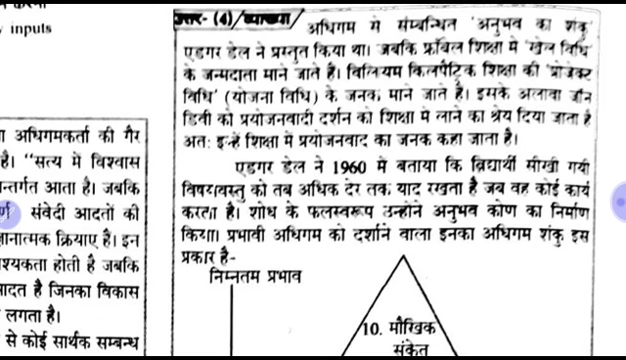 inputs
अधिगमकर्ता की गैर
है। "सत्य में विश्वास
न्तर्गत आता है। जबकि
संवेदी आदतों की
ज्ञानात्मक क्रियाए है। इन
श्यकता होती है जबकि
आदत है जिनका विकास
लगता है।
से कोई सार्थक सम्बन्ध
उत्तर- (4)/व्याख्या/ अधिगम में संम्बन्धित 'अनुभव का शंकु'
एडगर डेल ने प्रस्तुत किया था। जबकि फ्रॉबेल शिक्षा में 'खेल विधि'
के जन्मदाता माने जाते हैं। विलियम किलपैट्रिक शिक्षा की 'प्रोजेक्ट
विधि' (योजना विधि) के जनक माने जाते है। इसके अलावा जॉन
डिवी को प्रयोजनवादी दर्शन को शिक्षा में लाने का श्रेय दिया जाता है
अतः इन्हें शिक्षा में प्रयोजनवाद का जनक कहा जाता है।
एडगर डेल ने 1960 में बताया कि विद्यार्थी सीखी गयी
विषयवस्तु को तब अधिक देर तक याद रखता है जब वह कोई कार्य
करता है। शोध के फलस्वरूप उन्होने अनुभव कोण का निर्माण
किया। प्रभावी अधिगम को दर्शाने वाला इनका अधिगम शंकु इस
प्रकार है-
निम्नतम प्रभाव
10. मौखिक
संकेत